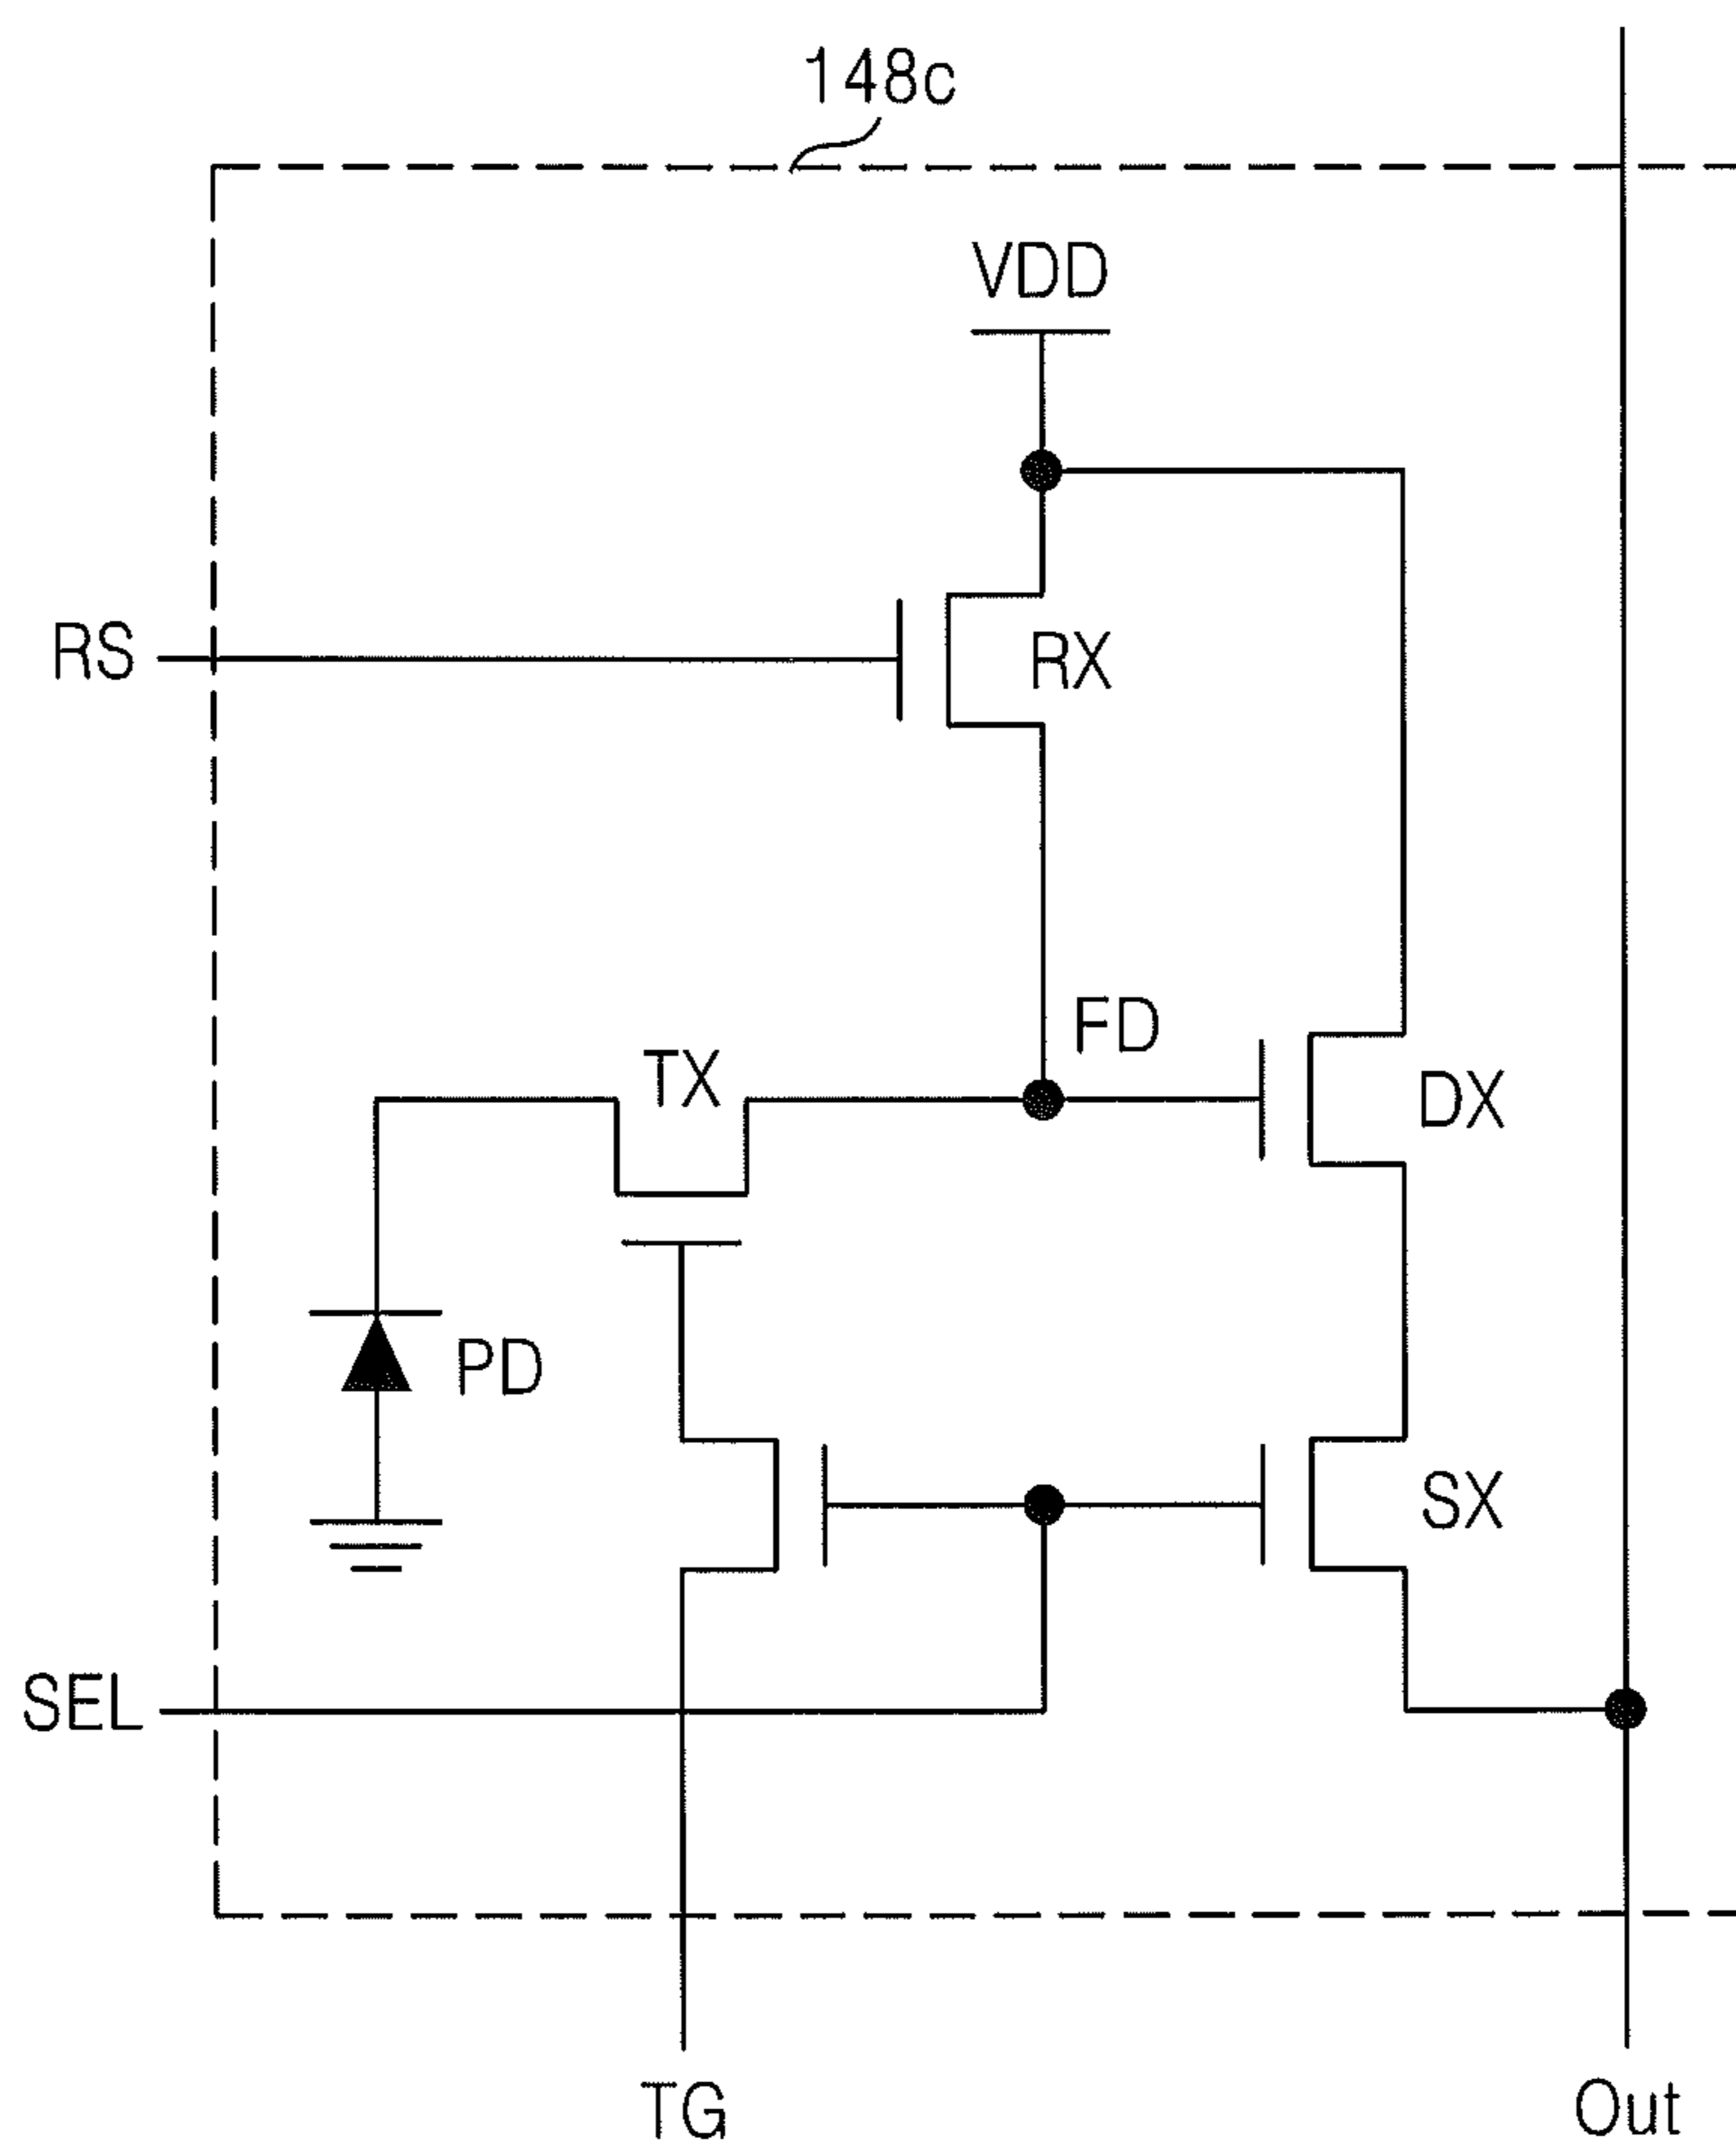 148c
VDD
RS
RX
FD
TX
DX
PD
SX
SEL
TG
Out